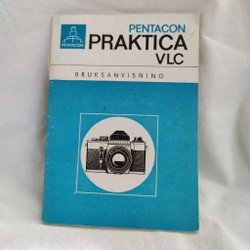 PENTACON
PENTACON
PRAKTICA
VLC
BRUKSANVISNING